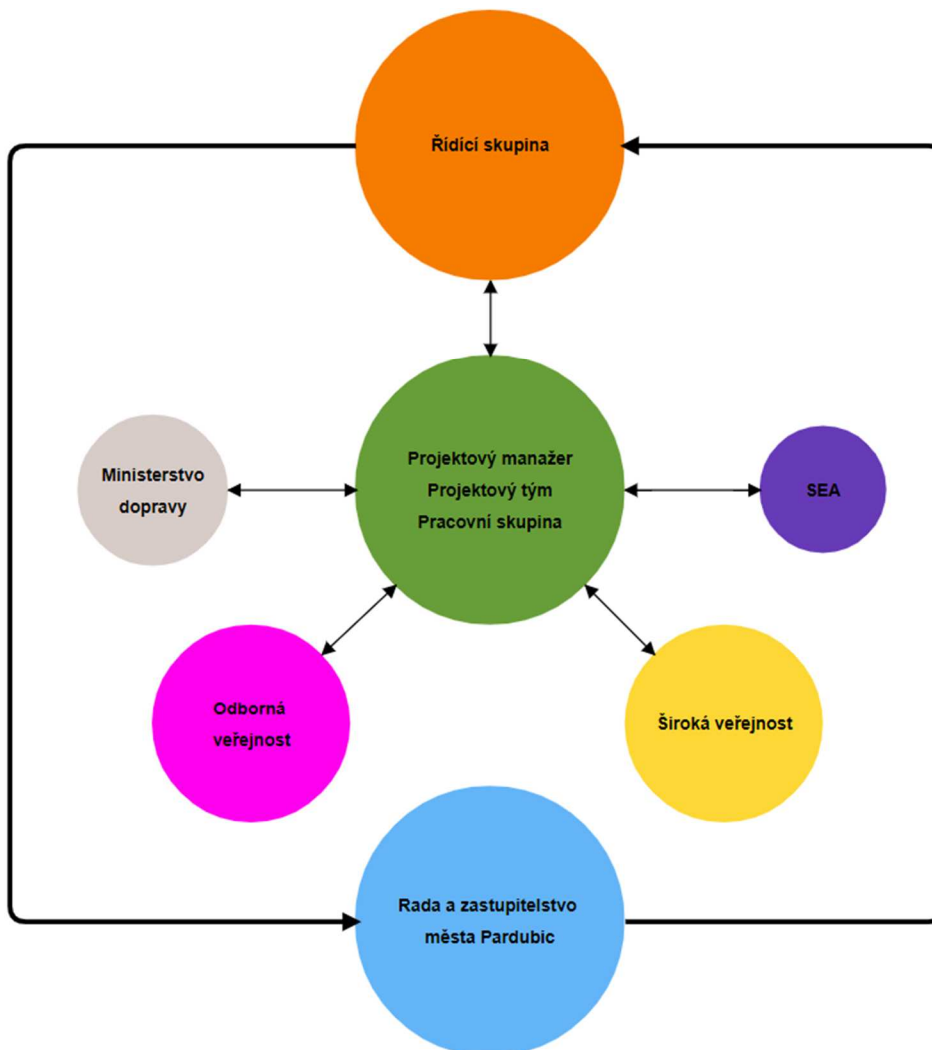 Řídící skupina
Ministerstvo
dopravy
Projektový manažer
Projektový tým
Pracovní skupina
SEA
Odborná
veřejnost
Široká veřejnost
Rada a zastupitelstvo
města Pardubic